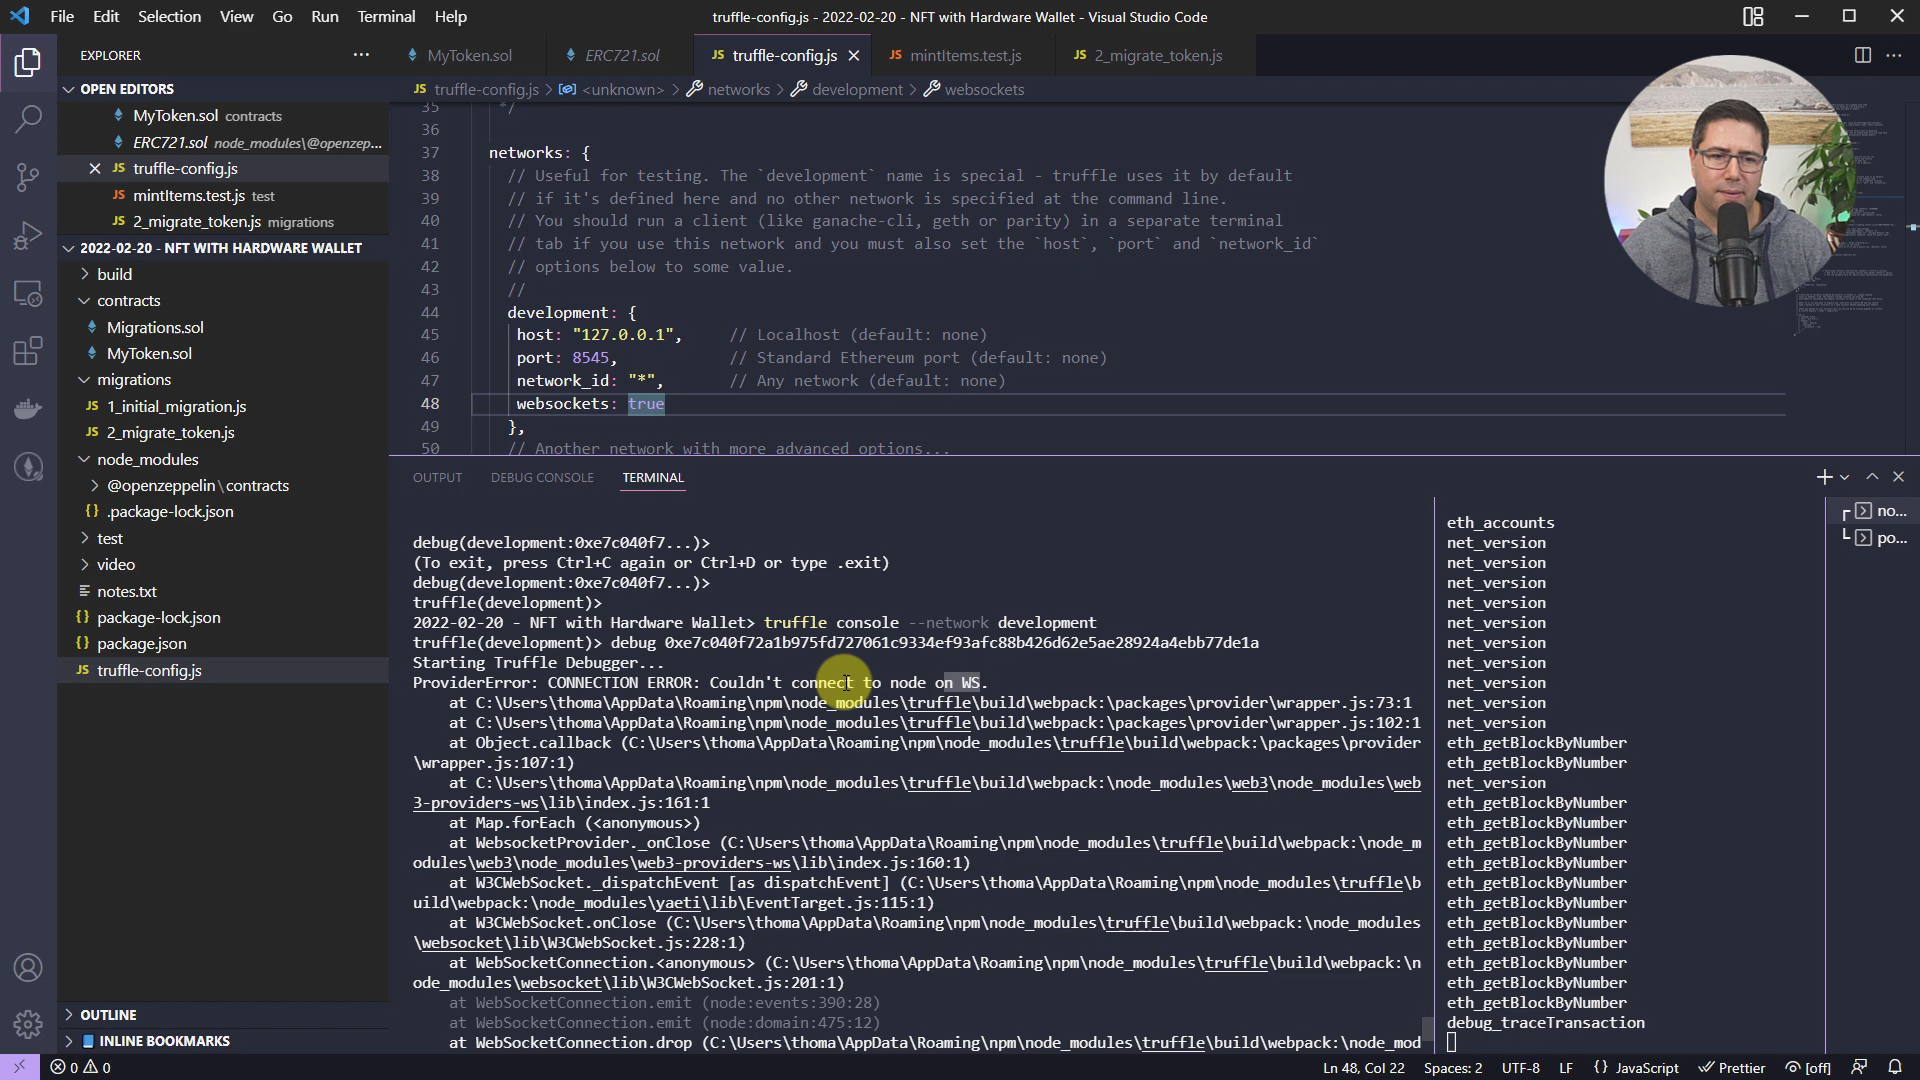 File Edit Selection View Go Run Terminal Help
truffle-config.js - 2022-02-20 - NFT with Hardware Wallet - Visual Studio Code
EXPLORER
MyToken.sol
ERC721.sol
truffle-config.js
mintItems.test.js
2_migrate_token.js
OPEN EDITORS
MyToken.sol contracts
ERC721.sol node_modules\@openzep...
truffle-config.js
mintItems.test.js test
2_migrate_token.js migrations
2022-02-20 - NFT WITH HARDWARE WALLET
build
contracts
Migrations.sol
MyToken.sol
migrations
1_initial_migration.js
2_migrate_token.js
node_modules
@openzeppelin\contracts
.package-lock.json
test
video
notes.txt
package-lock.json
package.json
truffle-config.js
OUTLINE
INLINE BOOKMARKS
truffle-config.js > <unknown> > networks > development > websockets
35 */
36
37 networks: {
38 // Useful for testing. The `development` name is special - truffle uses it by default
39 // if it's defined here and no other network is specified at the command line.
40 // You should run a client (like ganache-cli, geth or parity) in a separate terminal
41 // tab if you use this network and you must also set the `host`, `port` and `network_id`
42 // options below to some value.
43 //
44 development: {
45 host: "127.0.0.1", // Localhost (default: none)
46 port: 8545, // Standard Ethereum port (default: none)
47 network_id: "*", // Any network (default: none)
48 websockets: true
49 },
50 // Another network with more advanced options...
OUTPUT DEBUG CONSOLE TERMINAL
debug(development:0xe7c040f7...)>
(To exit, press Ctrl+C again or Ctrl+D or type .exit)
debug(development:0xe7c040f7...)>
truffle(development)>
2022-02-20 - NFT with Hardware Wallet> truffle console --network development
truffle(development)> debug 0xe7c040f72a1b975fd727061c9334ef93afc88b426d62e5ae28924a4ebb77de1a
Starting Truffle Debugger...
ProviderError: CONNECTION ERROR: Couldn't connect to node on WS.
at C:\Users\thoma\AppData\Roaming\npm\node_modules\truffle\build\webpack:\packages\provider\wrapper.js:73:1
at C:\Users\thoma\AppData\Roaming\npm\node_modules\truffle\build\webpack:\packages\provider\wrapper.js:102:1
at Object.callback (C:\Users\thoma\AppData\Roaming\npm\node_modules\truffle\build\webpack:\packages\provider
\wrapper.js:107:1)
at C:\Users\thoma\AppData\Roaming\npm\node_modules\truffle\build\webpack:\node_modules\web3\node_modules\web
3-providers-ws\lib\index.js:161:1
at Map.forEach (<anonymous>)
at WebsocketProvider._onClose (C:\Users\thoma\AppData\Roaming\npm\node_modules\truffle\build\webpack:\node_m
odules\web3\node_modules\web3-providers-ws\lib\index.js:160:1)
at W3CWebSocket._dispatchEvent [as dispatchEvent] (C:\Users\thoma\AppData\Roaming\npm\node_modules\truffle\b
uild\webpack:\node_modules\yaeti\lib\EventTarget.js:115:1)
at W3CWebSocket.onClose (C:\Users\thoma\AppData\Roaming\npm\node_modules\truffle\build\webpack:\node_modules
\websocket\lib\W3CWebSocket.js:228:1)
at WebSocketConnection.<anonymous> (C:\Users\thoma\AppData\Roaming\npm\node_modules\truffle\build\webpack:\n
ode_modules\websocket\lib\W3CWebSocket.js:201:1)
at WebSocketConnection.emit (node:events:390:28)
at WebSocketConnection.emit (node:domain:475:12)
at WebSocketConnection.drop (C:\Users\thoma\AppData\Roaming\npm\node_modules\truffle\build\webpack:\node_mod
eth_accounts
net_version
net_version
net_version
net_version
net_version
net_version
net_version
net_version
net_version
net_version
eth_getBlockByNumber
eth_getBlockByNumber
net_version
eth_getBlockByNumber
eth_getBlockByNumber
eth_getBlockByNumber
eth_getBlockByNumber
eth_getBlockByNumber
eth_getBlockByNumber
eth_getBlockByNumber
eth_getBlockByNumber
eth_getBlockByNumber
eth_getBlockByNumber
eth_getBlockByNumber
debug_traceTransaction
no...
po...
0 0
Ln 48, Col 22 Spaces: 2 UTF-8 LF {} JavaScript Prettier [off]